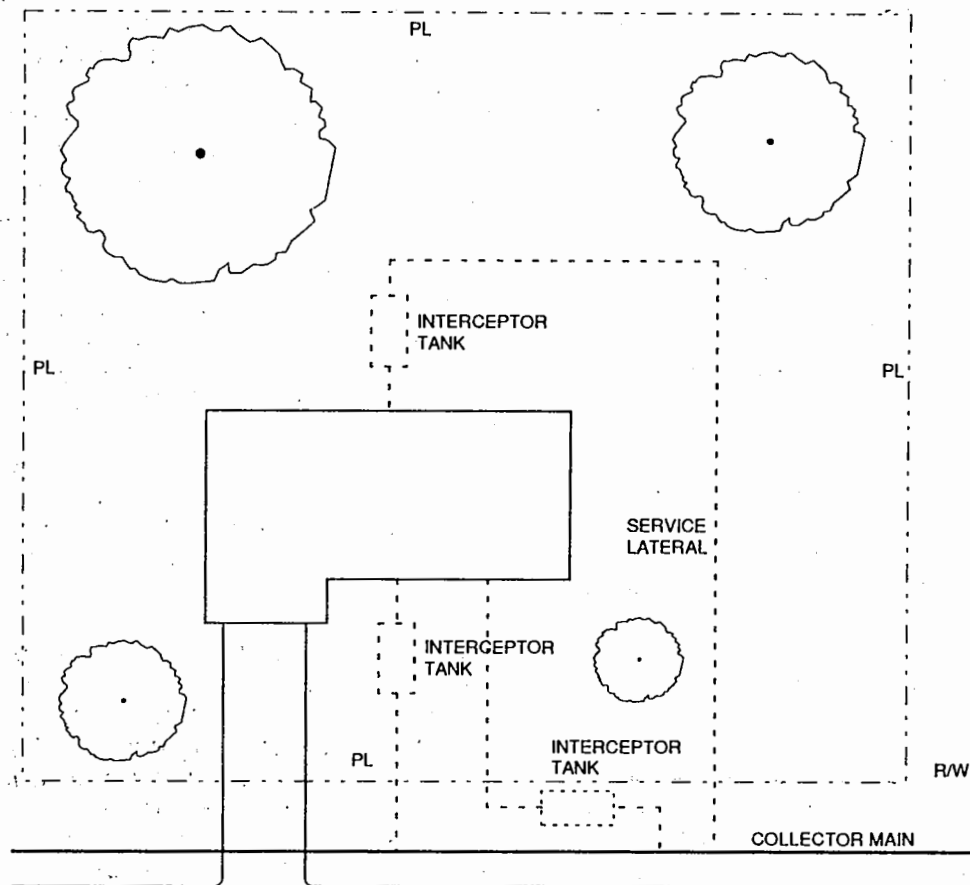 PL
INTERCEPTOR
TANK
PL
PL
SERVICE
LATERAL
INTERCEPTOR
TANK
INTERCEPTOR
TANK
PL
R/W
COLLECTOR MAIN